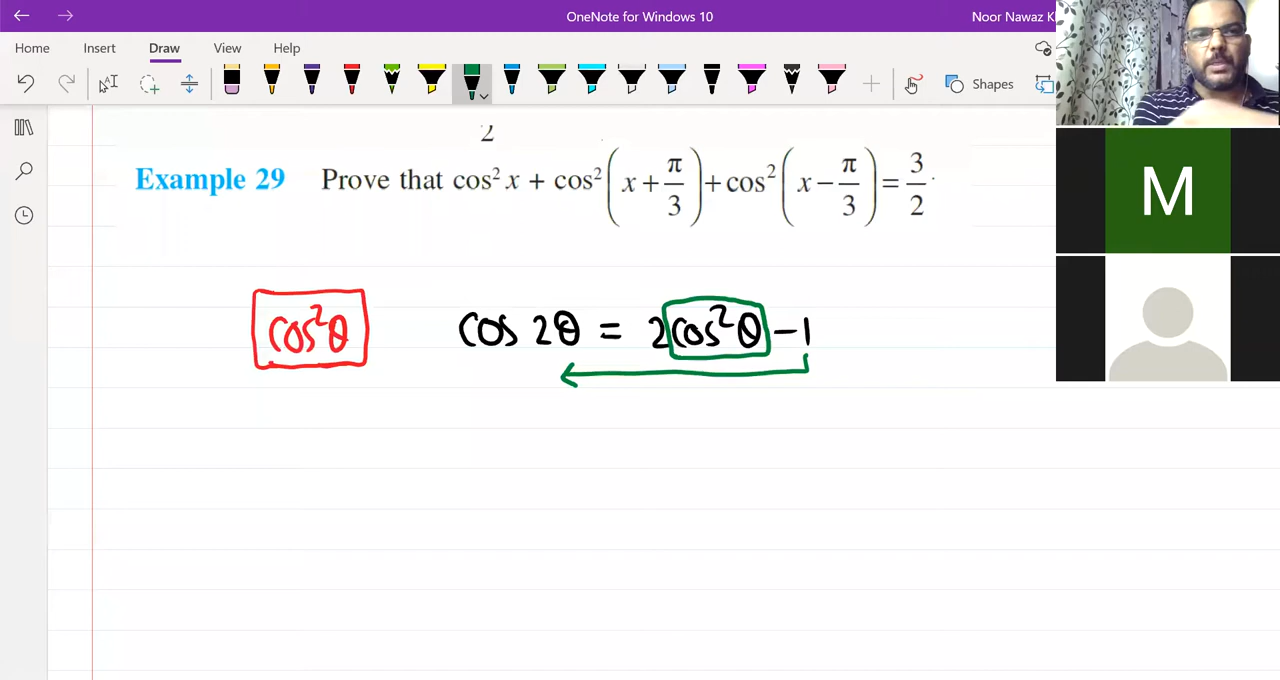 OneNote for Windows 10
Noor Nawaz K
Home Insert Draw View Help
Shapes
2
Example 29 Prove that cos² x + cos² (x + π/3) + cos² (x − π/3) = 3/2.
cos²θ
cos 2θ = 2cos²θ − 1
M